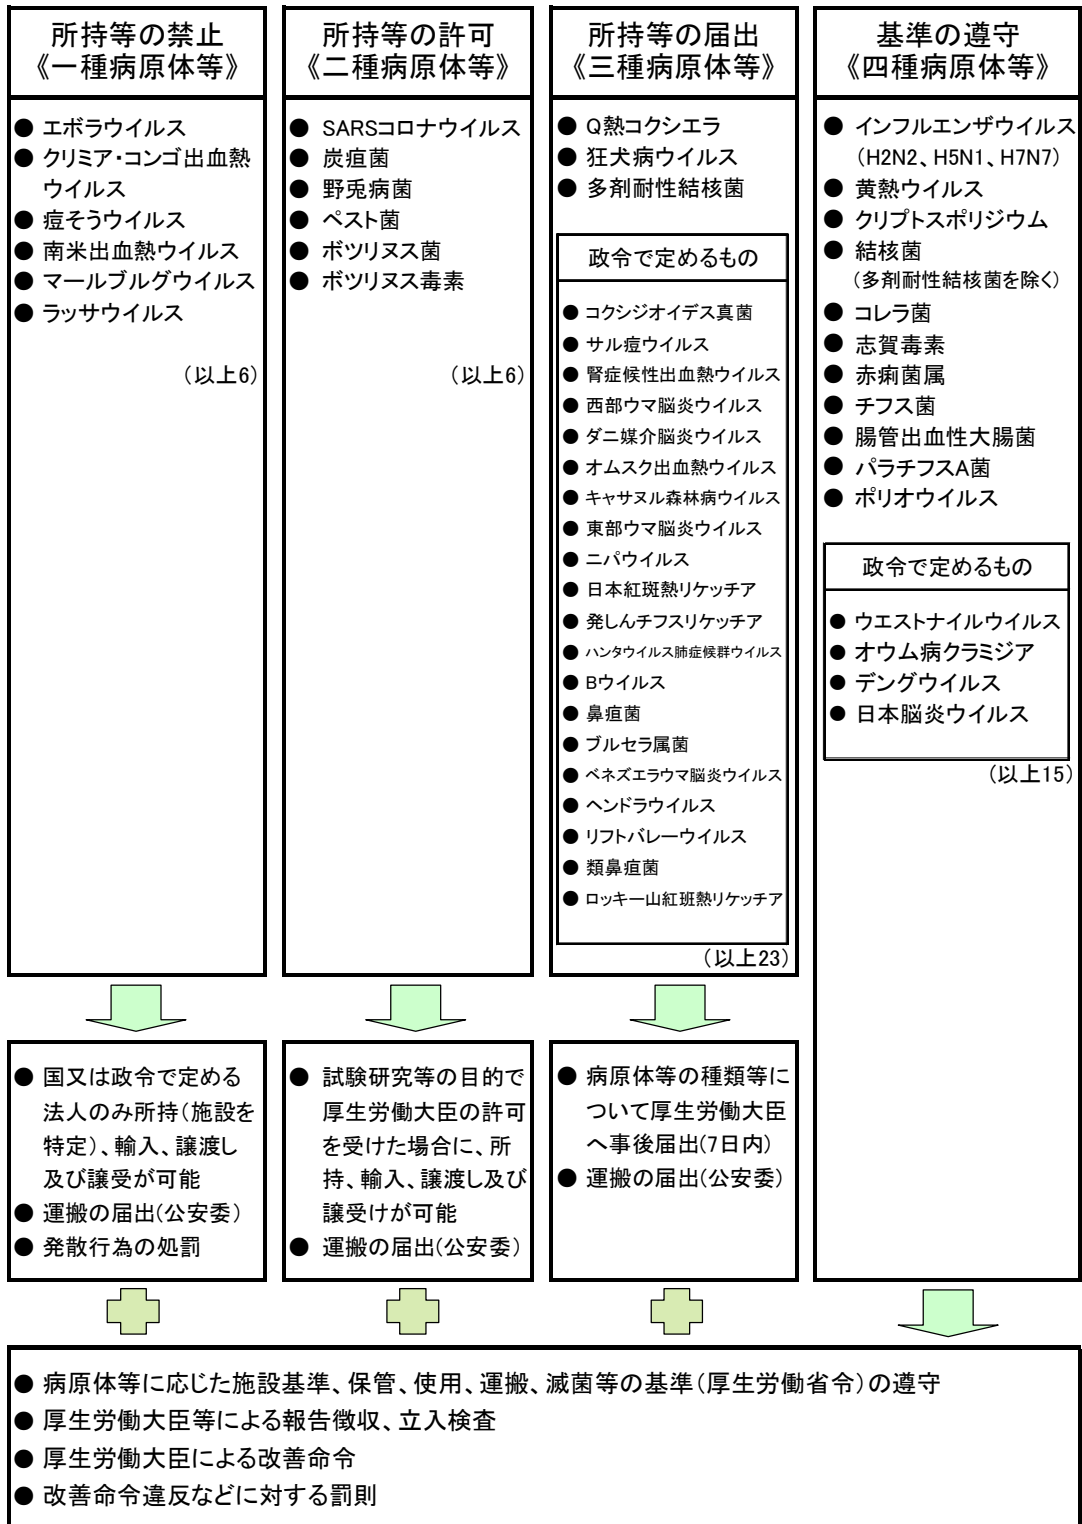 所持等の禁止
《一種病原体等》
● エボラウイルス
● クリミア・コンゴ出血熱
ウイルス
● 痘そうウイルス
● 南米出血熱ウイルス
● マールブルグウイルス
● ラッサウイルス
(以上6)
● 国又は政令で定める
法人のみ所持(施設を
特定)、輸入、譲渡し
及び譲受が可能
● 運搬の届出(公安委)
● 発散行為の処罰
所持等の許可
《二種病原体等》
● SARSコロナウイルス
● 炭疽菌
● 野兎病菌
● ペスト菌
● ボツリヌス菌
● ボツリヌス毒素
(以上6)
● 試験研究等の目的で
厚生労働大臣の許可
を受けた場合に、所
持、輸入、譲渡し及び
譲受けが可能
● 運搬の届出(公安委)
所持等の届出
《三種病原体等》
● Q熱コクシエラ
● 狂犬病ウイルス
● 多剤耐性結核菌
政令で定めるもの
● コクシジオイデス真菌
● サル痘ウイルス
● 腎症候性出血熱ウイルス
● 西部ウマ脳炎ウイルス
● ダニ媒介脳炎ウイルス
● オムスク出血熱ウイルス
● キャサヌル森林病ウイルス
● 東部ウマ脳炎ウイルス
● ニパウイルス
● 日本紅斑熱リケッチア
● 発しんチフスリケッチア
● ハンタウイルス肺症候群ウイルス
● Bウイルス
● 鼻疽菌
● ブルセラ属菌
● ベネズエラウマ脳炎ウイルス
● ヘンドラウイルス
● リフトバレーウイルス
● 類鼻疽菌
● ロッキー山紅班熱リケッチア
(以上23)
● 病原体等の種類等に
ついて厚生労働大臣
へ事後届出(7日内)
● 運搬の届出(公安委)
基準の遵守
《四種病原体等》
● インフルエンザウイルス
(H2N2、H5N1、H7N7)
● 黄熱ウイルス
● クリプトスポリジウム
● 結核菌
(多剤耐性結核菌を除く)
● コレラ菌
● 志賀毒素
● 赤痢菌属
● チフス菌
● 腸管出血性大腸菌
● パラチフスA菌
● ポリオウイルス
政令で定めるもの
● ウエストナイルウイルス
● オウム病クラミジア
● デングウイルス
● 日本脳炎ウイルス
(以上15)
● 病原体等に応じた施設基準、保管、使用、運搬、滅菌等の基準(厚生労働省令)の遵守
● 厚生労働大臣等による報告徴収、立入検査
● 厚生労働大臣による改善命令
● 改善命令違反などに対する罰則